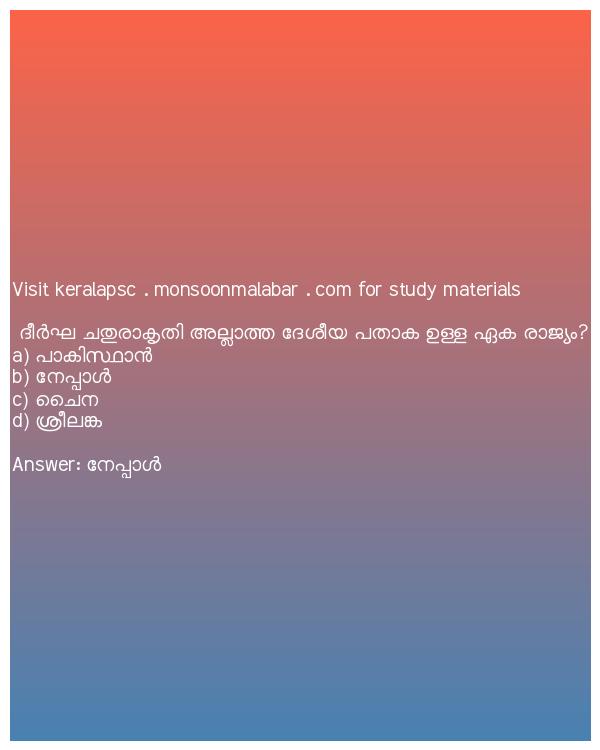 Visit keralapsc . monsoonmalabar . com for study materials
ദീർഘ ചതുരാകൃതി അല്ലാത്ത ദേശീയ പതാക ഉള്ള ഏക രാജ്യം?
a) പാകിസ്ഥാൻ
b) നേപ്പാൾ
c) ചൈന
d) ശ്രീലങ്ക
Answer: നേപ്പാൾ